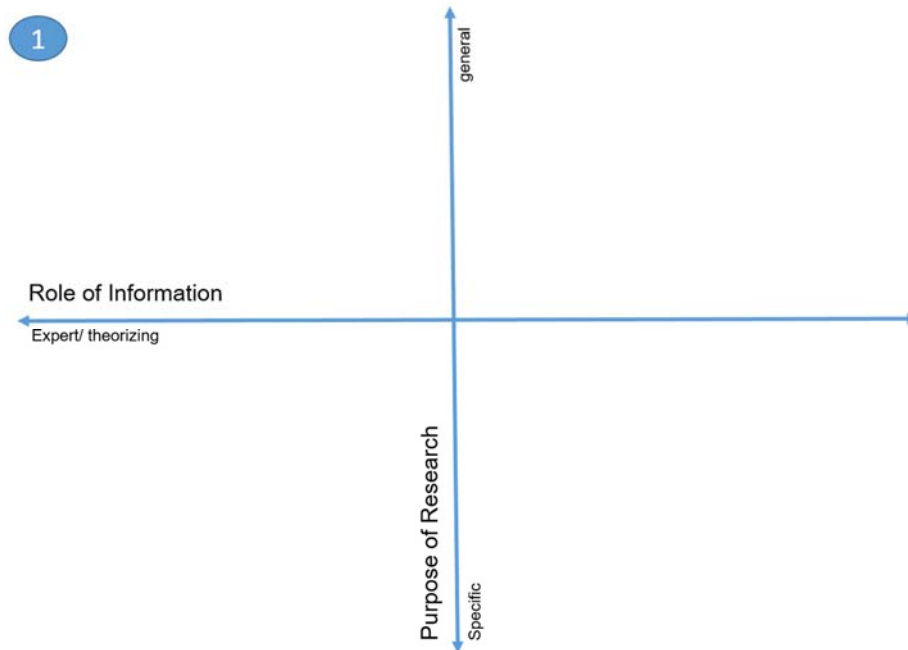 1
general
Role of Information
Expert/ theorizing
Purpose of Research
Specific